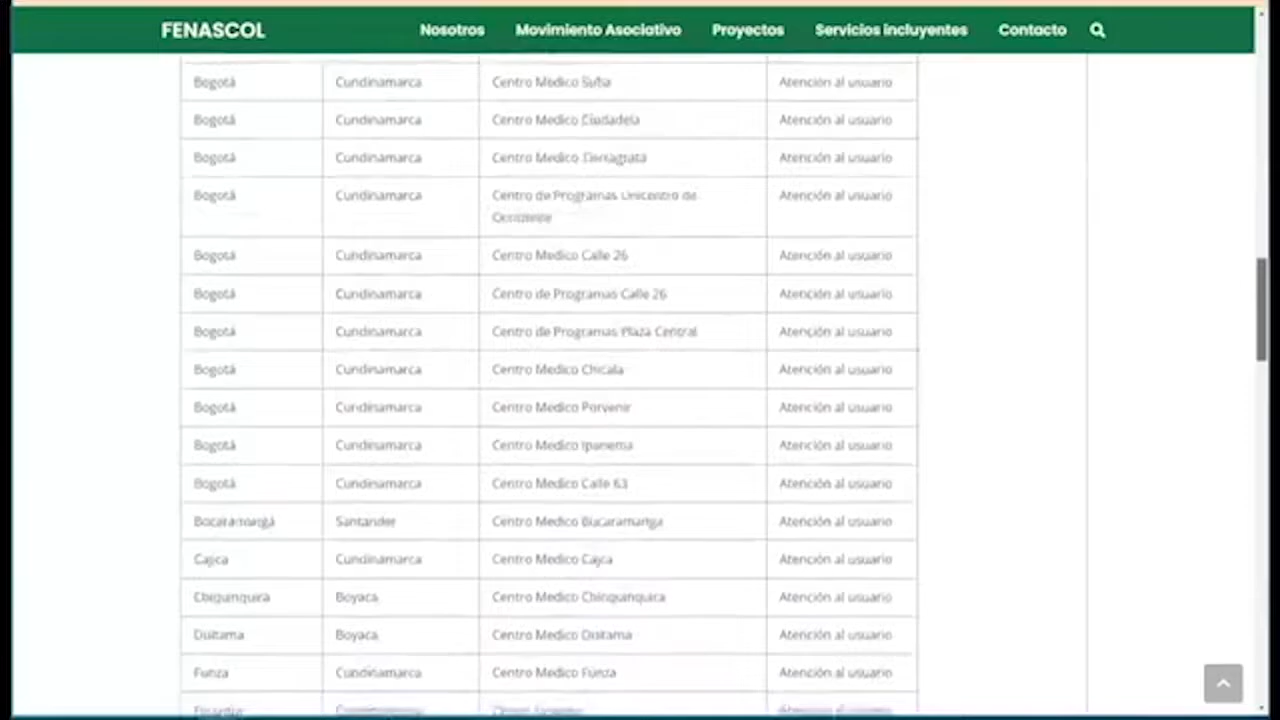 FENASCOL Nosotros Movimiento Asociativo Proyectos Servicios incluyentes Contacto
Bogotá Cundinamarca Centro Medico Suba Atención al usuario
Bogotá Cundinamarca Centro Medico Ciudadela Atención al usuario
Bogotá Cundinamarca Centro Medico Atención al usuario
Bogotá Cundinamarca Centro de Programas Unicentro de Atención al usuario
Occidente
Bogotá Cundinamarca Centro Medico Calle 26 Atención al usuario
Bogotá Cundinamarca Centro de Programas Calle 26 Atención al usuario
Bogotá Cundinamarca Centro de Programas Plaza Central Atención al usuario
Bogotá Cundinamarca Centro Medico Chicala Atención al usuario
Bogotá Cundinamarca Centro Medico Porvenir Atención al usuario
Bogotá Cundinamarca Centro Medico Ipanema Atención al usuario
Bogotá Cundinamarca Centro Medico Calle 63 Atención al usuario
Santander Centro Medico Bucaramanga Atención al usuario
Cajica Cundinamarca Centro Medico Cajica Atención al usuario
Chiquinquira Boyaca Centro Medico Chiquinquira Atención al usuario
Duitama Boyaca Centro Medico Duitama Atención al usuario
Funza Cundinamarca Centro Medico Funza Atención al usuario